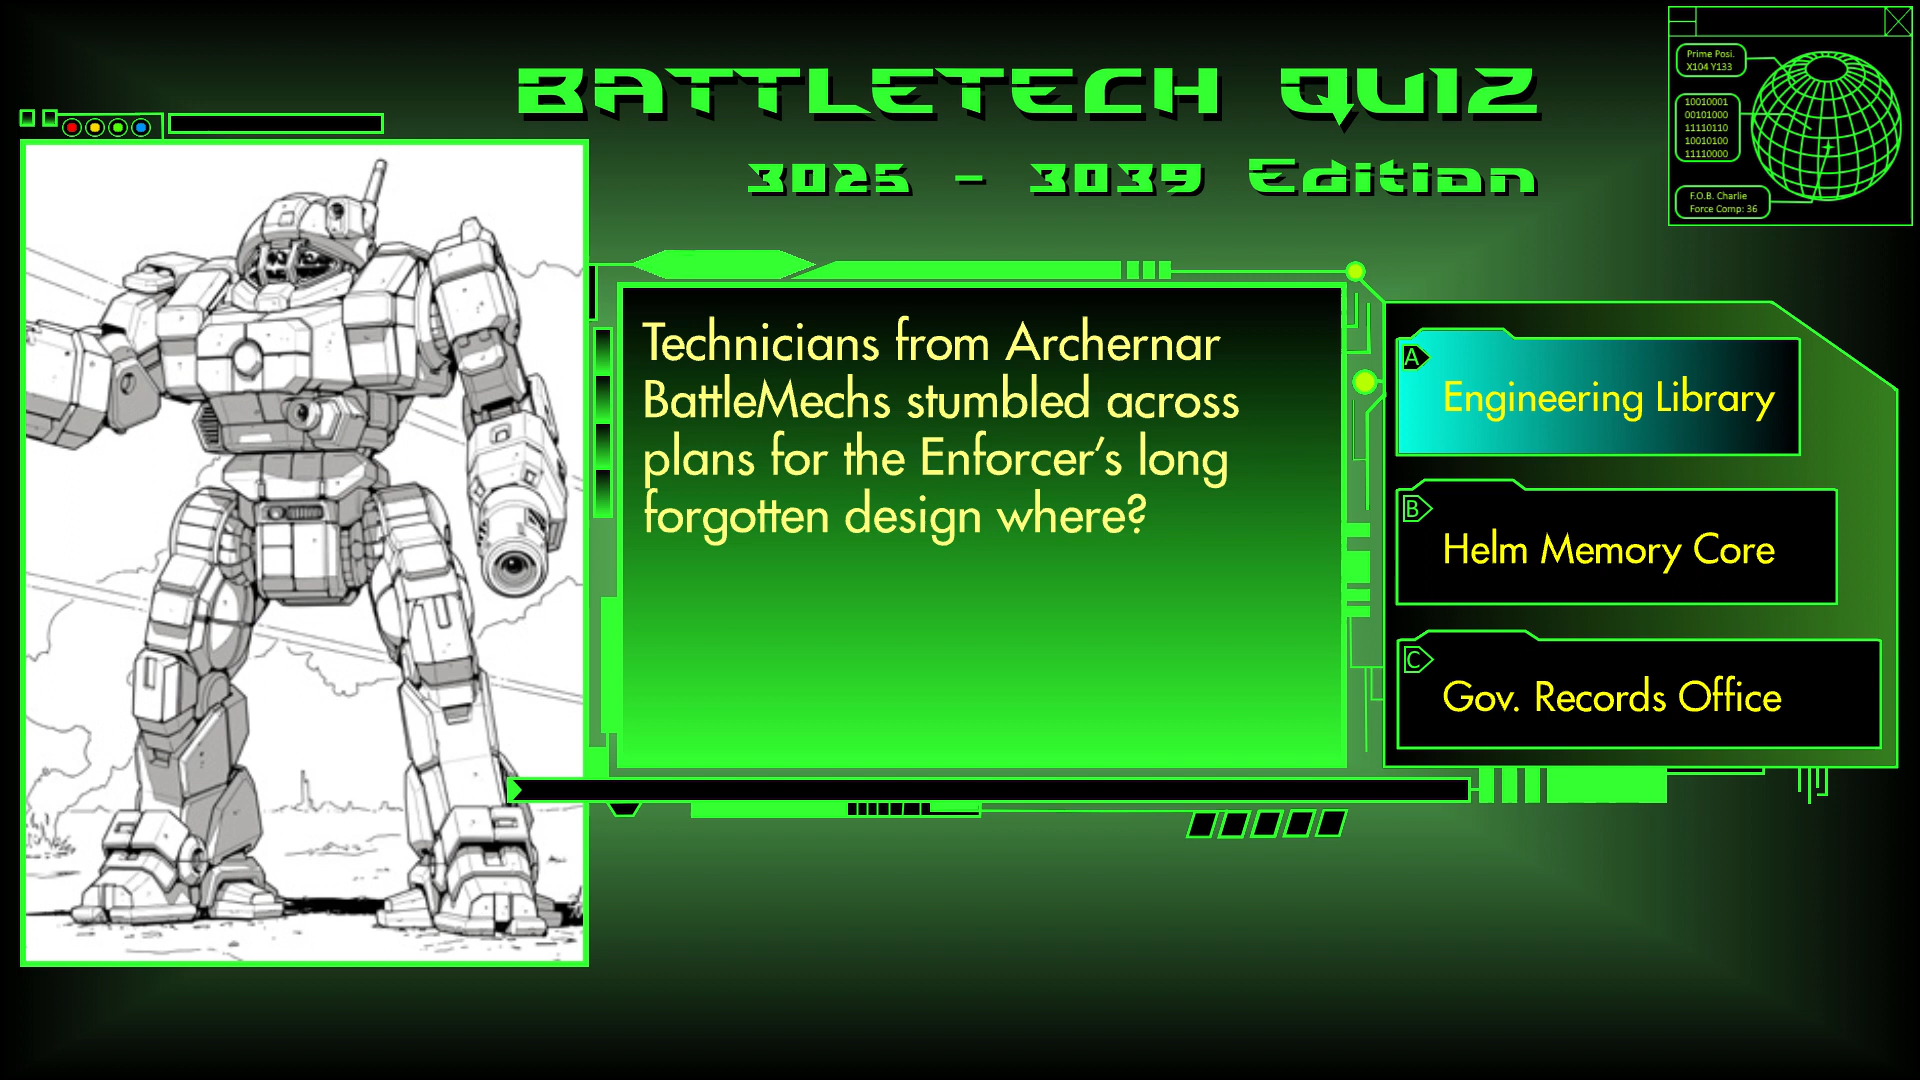 BATTLETECH QUIZ
3025 - 3039 Edition
Prime Posi.
X104 Y133
10010001
00101000
11110110
10010100
11110000
F.O.B. Charlie
Force Comp: 36
Technicians from Archernar
BattleMechs stumbled across
plans for the Enforcer's long
forgotten design where?
A
Engineering Library
B
Helm Memory Core
C
Gov. Records Office